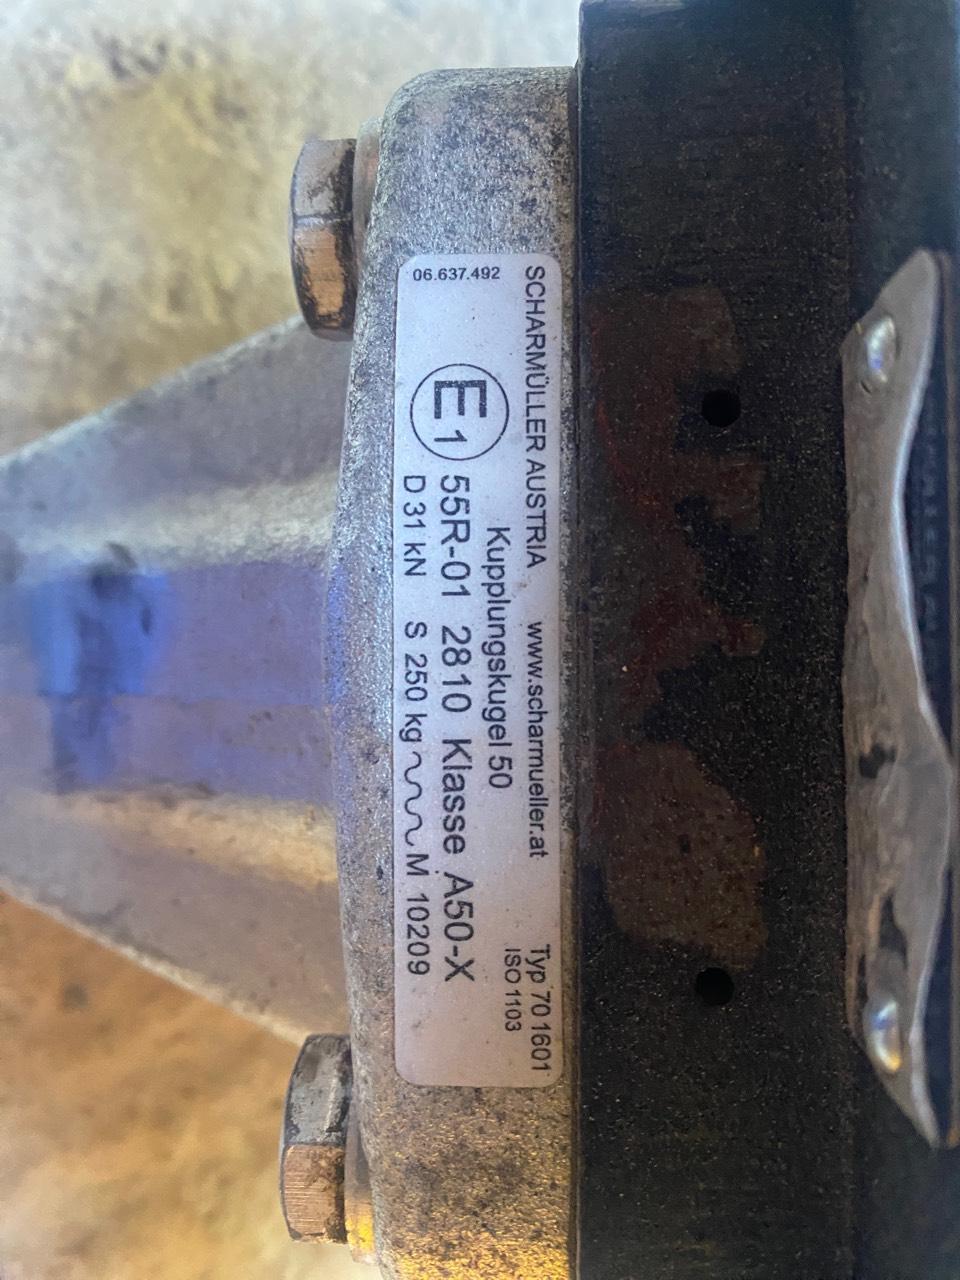 SCHARMÜLLER AUSTRIA www.scharmueller.at Typ 70 1601
Kupplungskugel 50 ISO 1103
E1 55R-01 2810 Klasse A50-X
06.637.492 D 31 kN S 250 kg M 10209